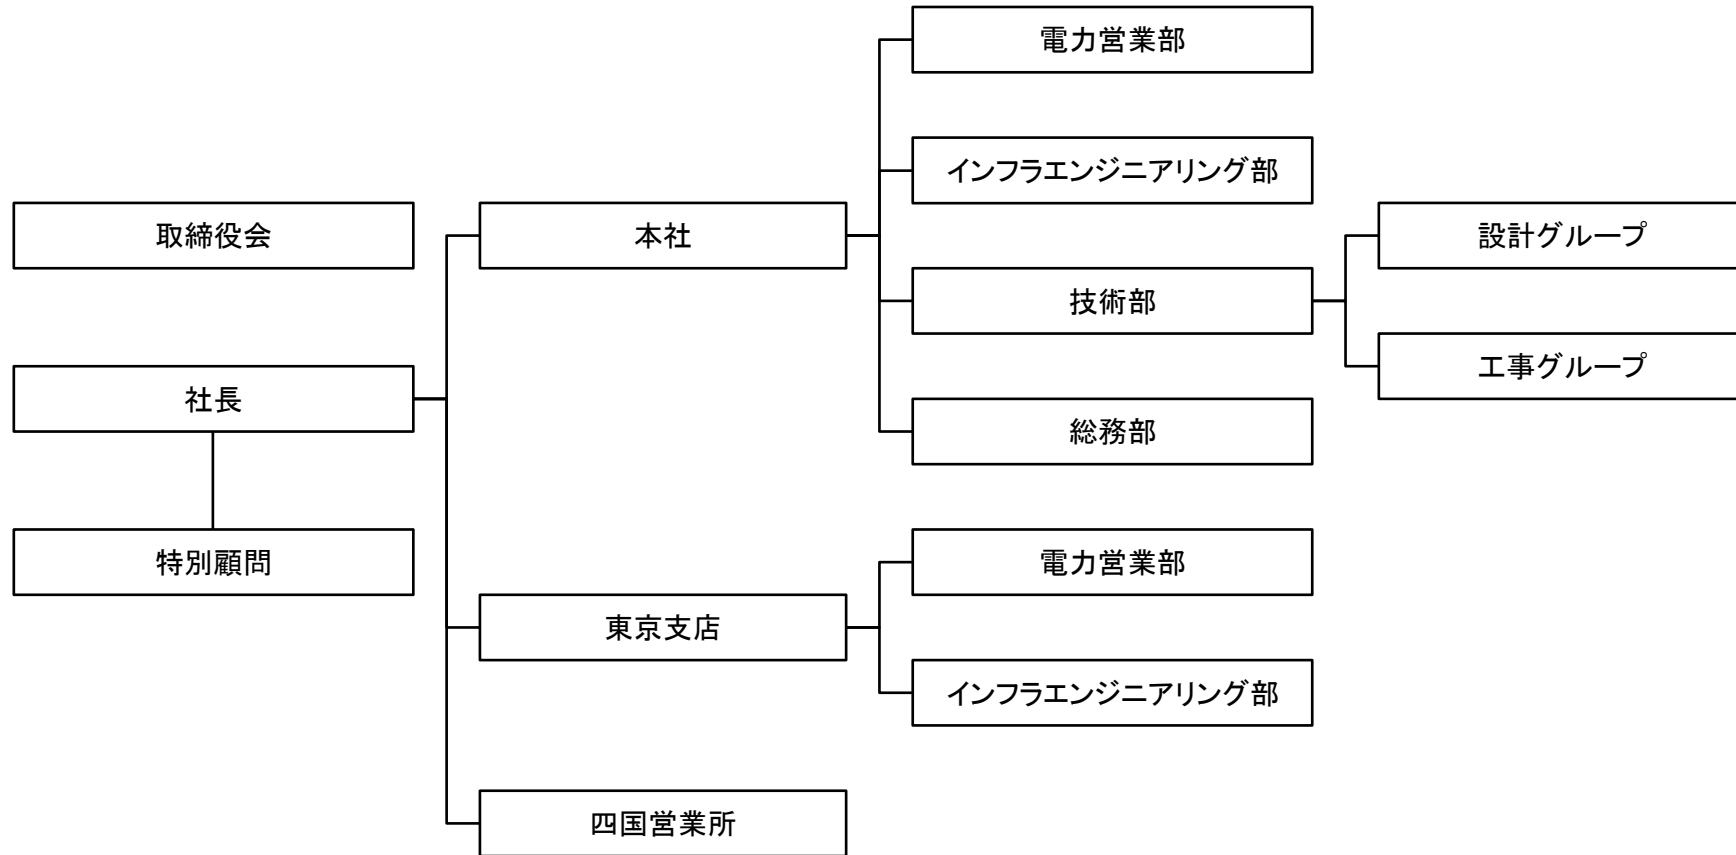 取締役会
社長
特別顧問
本社
電力営業部
インフラエンジニアリング部
技術部
設計グループ
工事グループ
総務部
東京支店
電力営業部
インフラエンジニアリング部
四国営業所